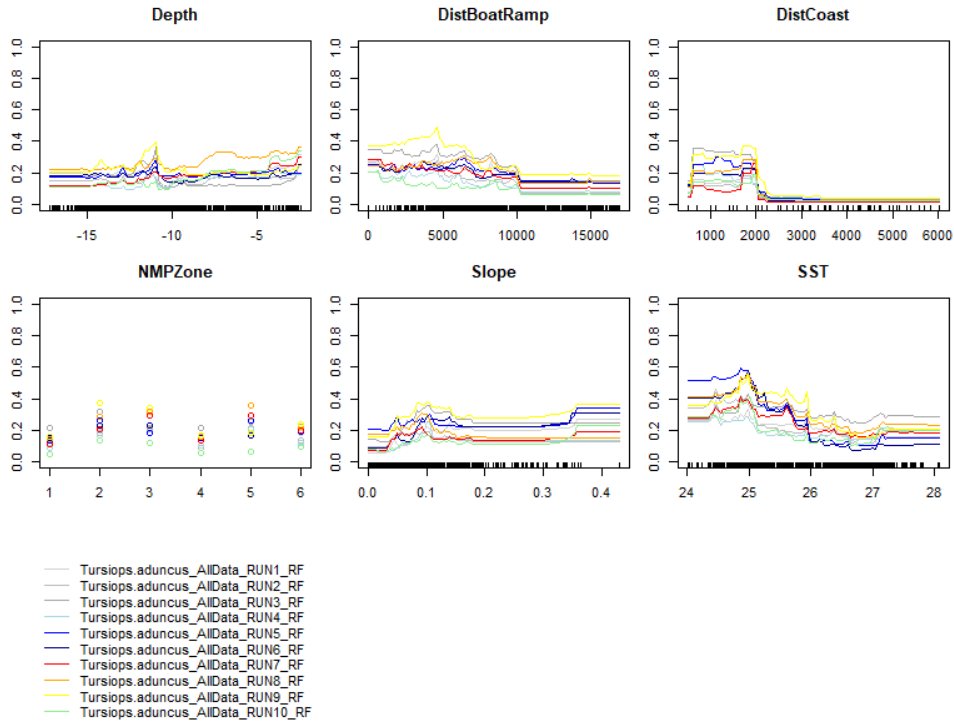 Depth
DistBoatRamp
DistCoast
0.0 0.2 0.4 0.6 0.8 1.0
-15 -10 -5
0.0 0.2 0.4 0.6 0.8 1.0
0 5000 10000 15000
0.0 0.2 0.4 0.6 0.8 1.0
1000 2000 3000 4000 5000 6000
NMPZone
Slope
SST
0.0 0.2 0.4 0.6 0.8 1.0
1 2 3 4 5 6
0.0 0.2 0.4 0.6 0.8 1.0
0.0 0.1 0.2 0.3 0.4
0.0 0.2 0.4 0.6 0.8 1.0
24 25 26 27 28
Tursiops.aduncus_AllData_RUN1_RF
Tursiops.aduncus_AllData_RUN2_RF
Tursiops.aduncus_AllData_RUN3_RF
Tursiops.aduncus_AllData_RUN4_RF
Tursiops.aduncus_AllData_RUN5_RF
Tursiops.aduncus_AllData_RUN6_RF
Tursiops.aduncus_AllData_RUN7_RF
Tursiops.aduncus_AllData_RUN8_RF
Tursiops.aduncus_AllData_RUN9_RF
Tursiops.aduncus_AllData_RUN10_RF